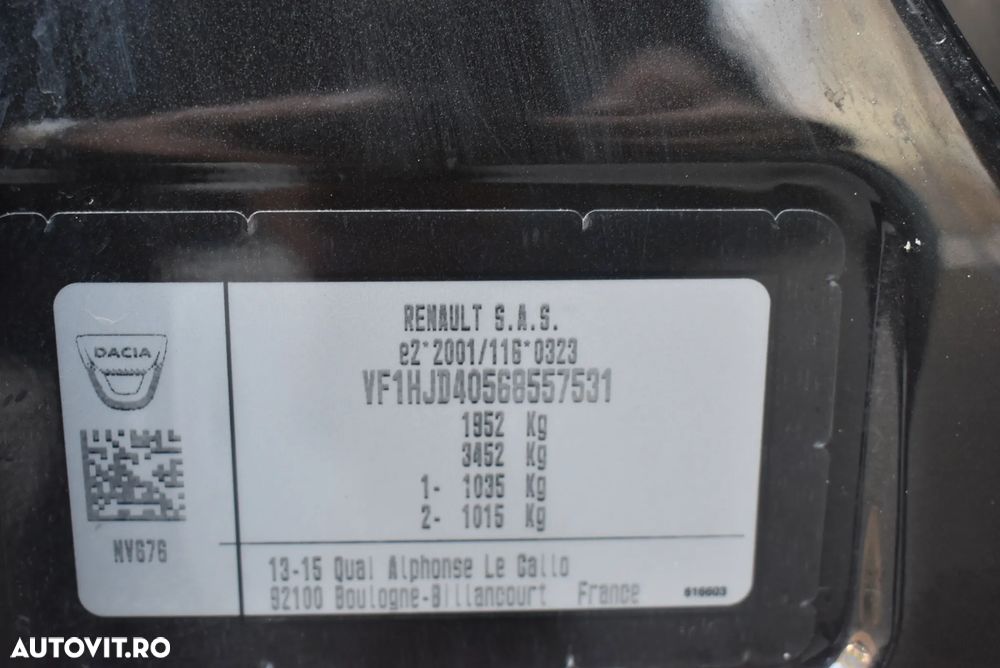 DACIA
NV676
RENAULT S.A.S.
e2*2001/116*0323
VF1HJD40568557531
1952 Kg
3452 Kg
1- 1035 Kg
2- 1015 Kg
13-15 Quai Alphonse Le Gallo
92100 Boulogne-Billancourt France
616603
AUTOVIT.RO